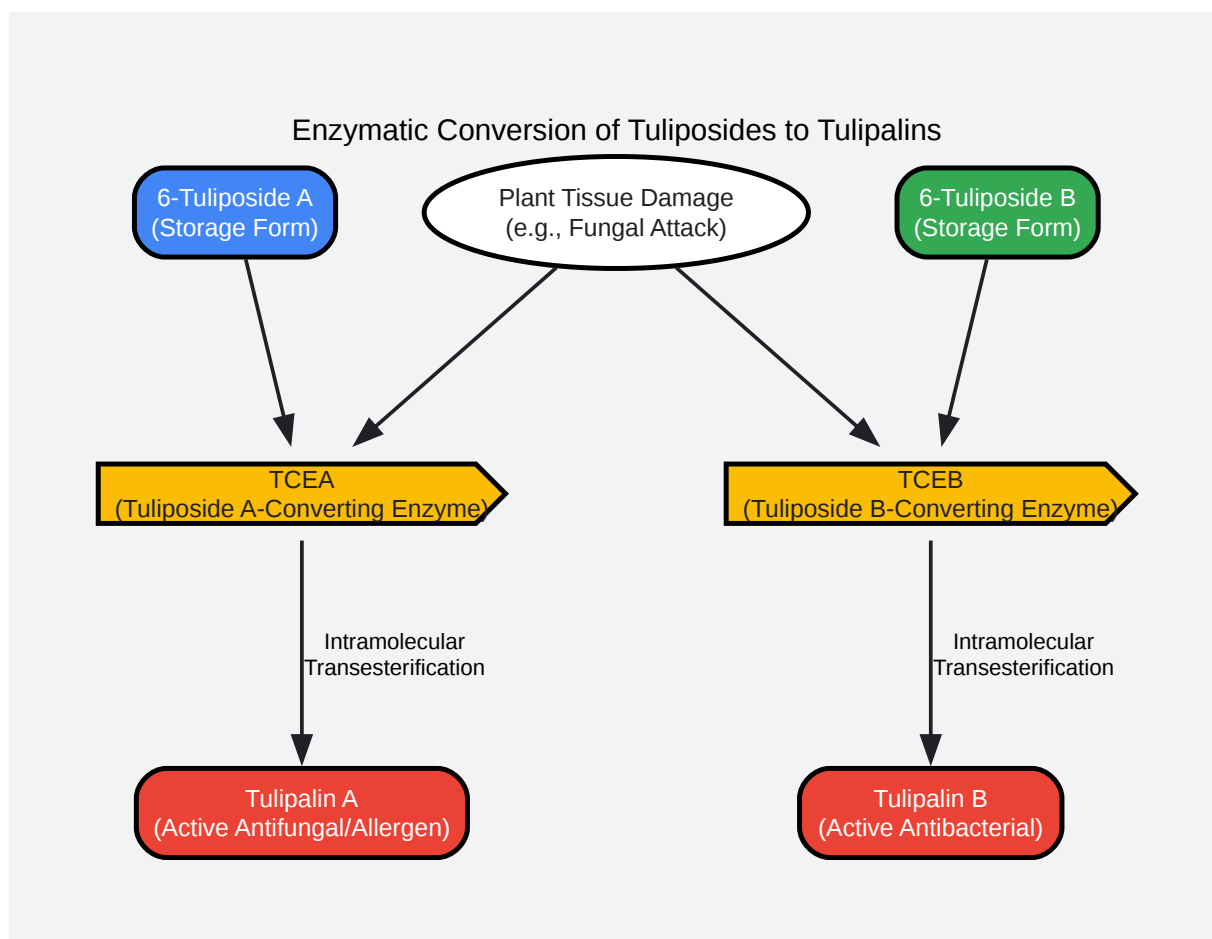 Enzymatic Conversion of Tuliposides to Tulipalins
6-Tuliposide A
(Storage Form)
Plant Tissue Damage
(e.g., Fungal Attack)
6-Tuliposide B
(Storage Form)
TCEA
(Tuliposide A-Converting Enzyme)
TCEB
(Tuliposide B-Converting Enzyme)
Intramolecular
Transesterification
Intramolecular
Transesterification
Tulipalin A
(Active Antifungal/Allergen)
Tulipalin B
(Active Antibacterial)